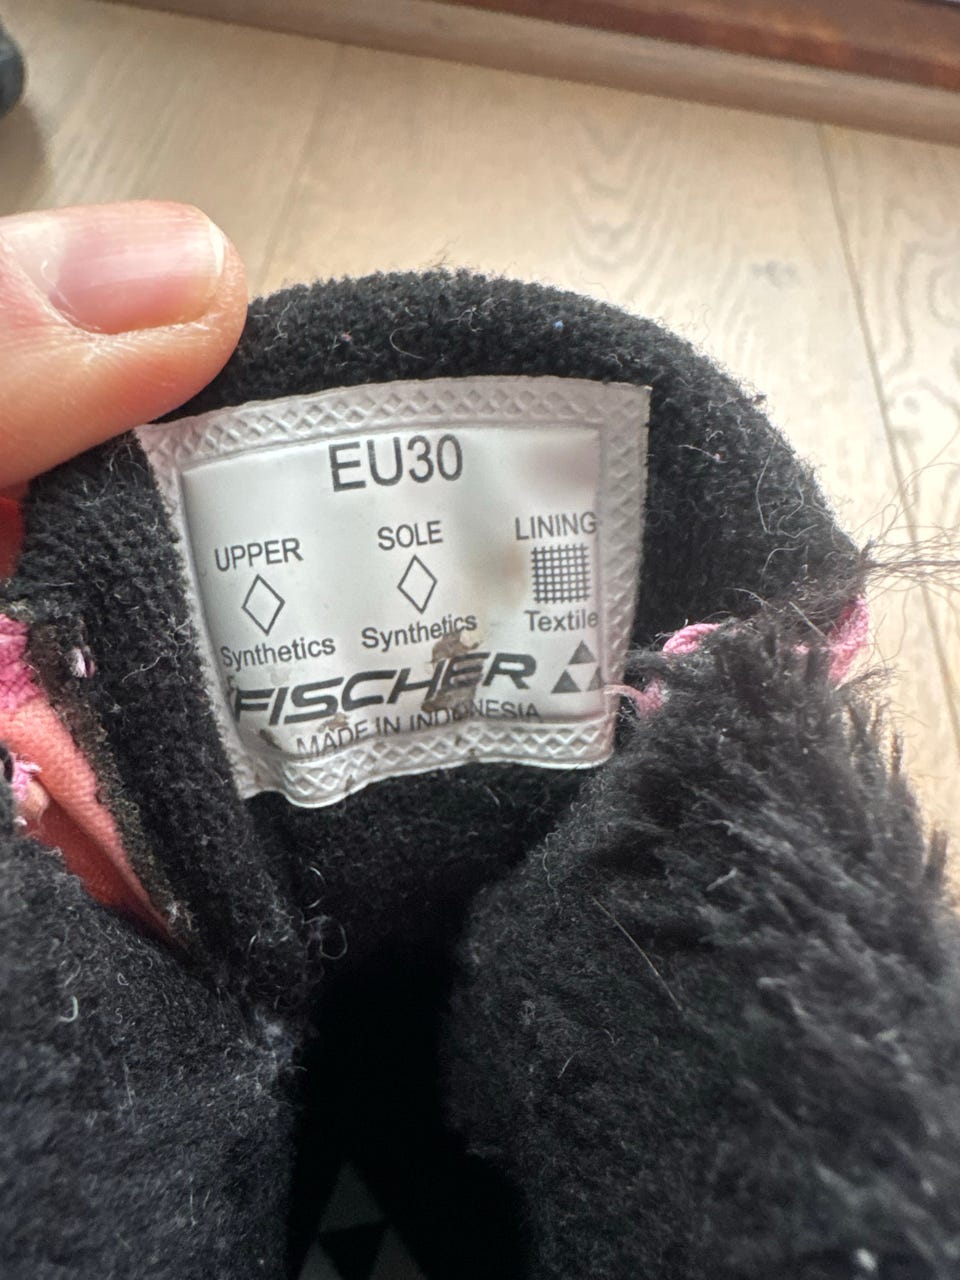 EU30
UPPER SOLE LINING
Synthetics Synthetics Textile
FISCHER
MADE IN INDONESIA